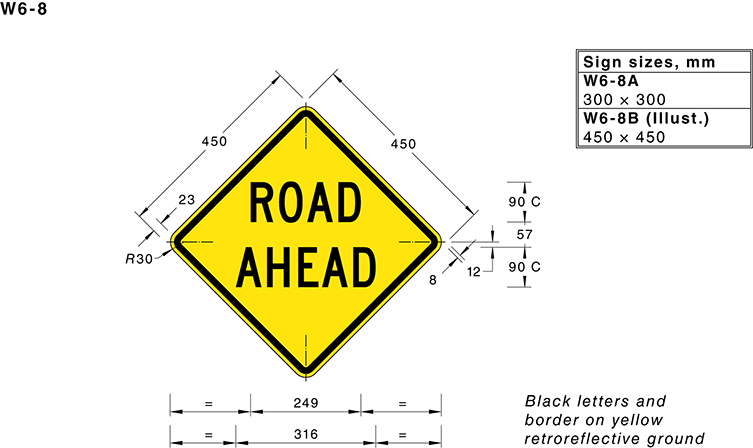 W6-8
Sign sizes, mm
W6-8A
300 × 300
W6-8B (Illust.)
450 × 450
450
450
23
ROAD
90 C
57
R30
AHEAD
8
12
90 C
= 249 =
= 316 =
Black letters and
border on yellow
retroreflective ground